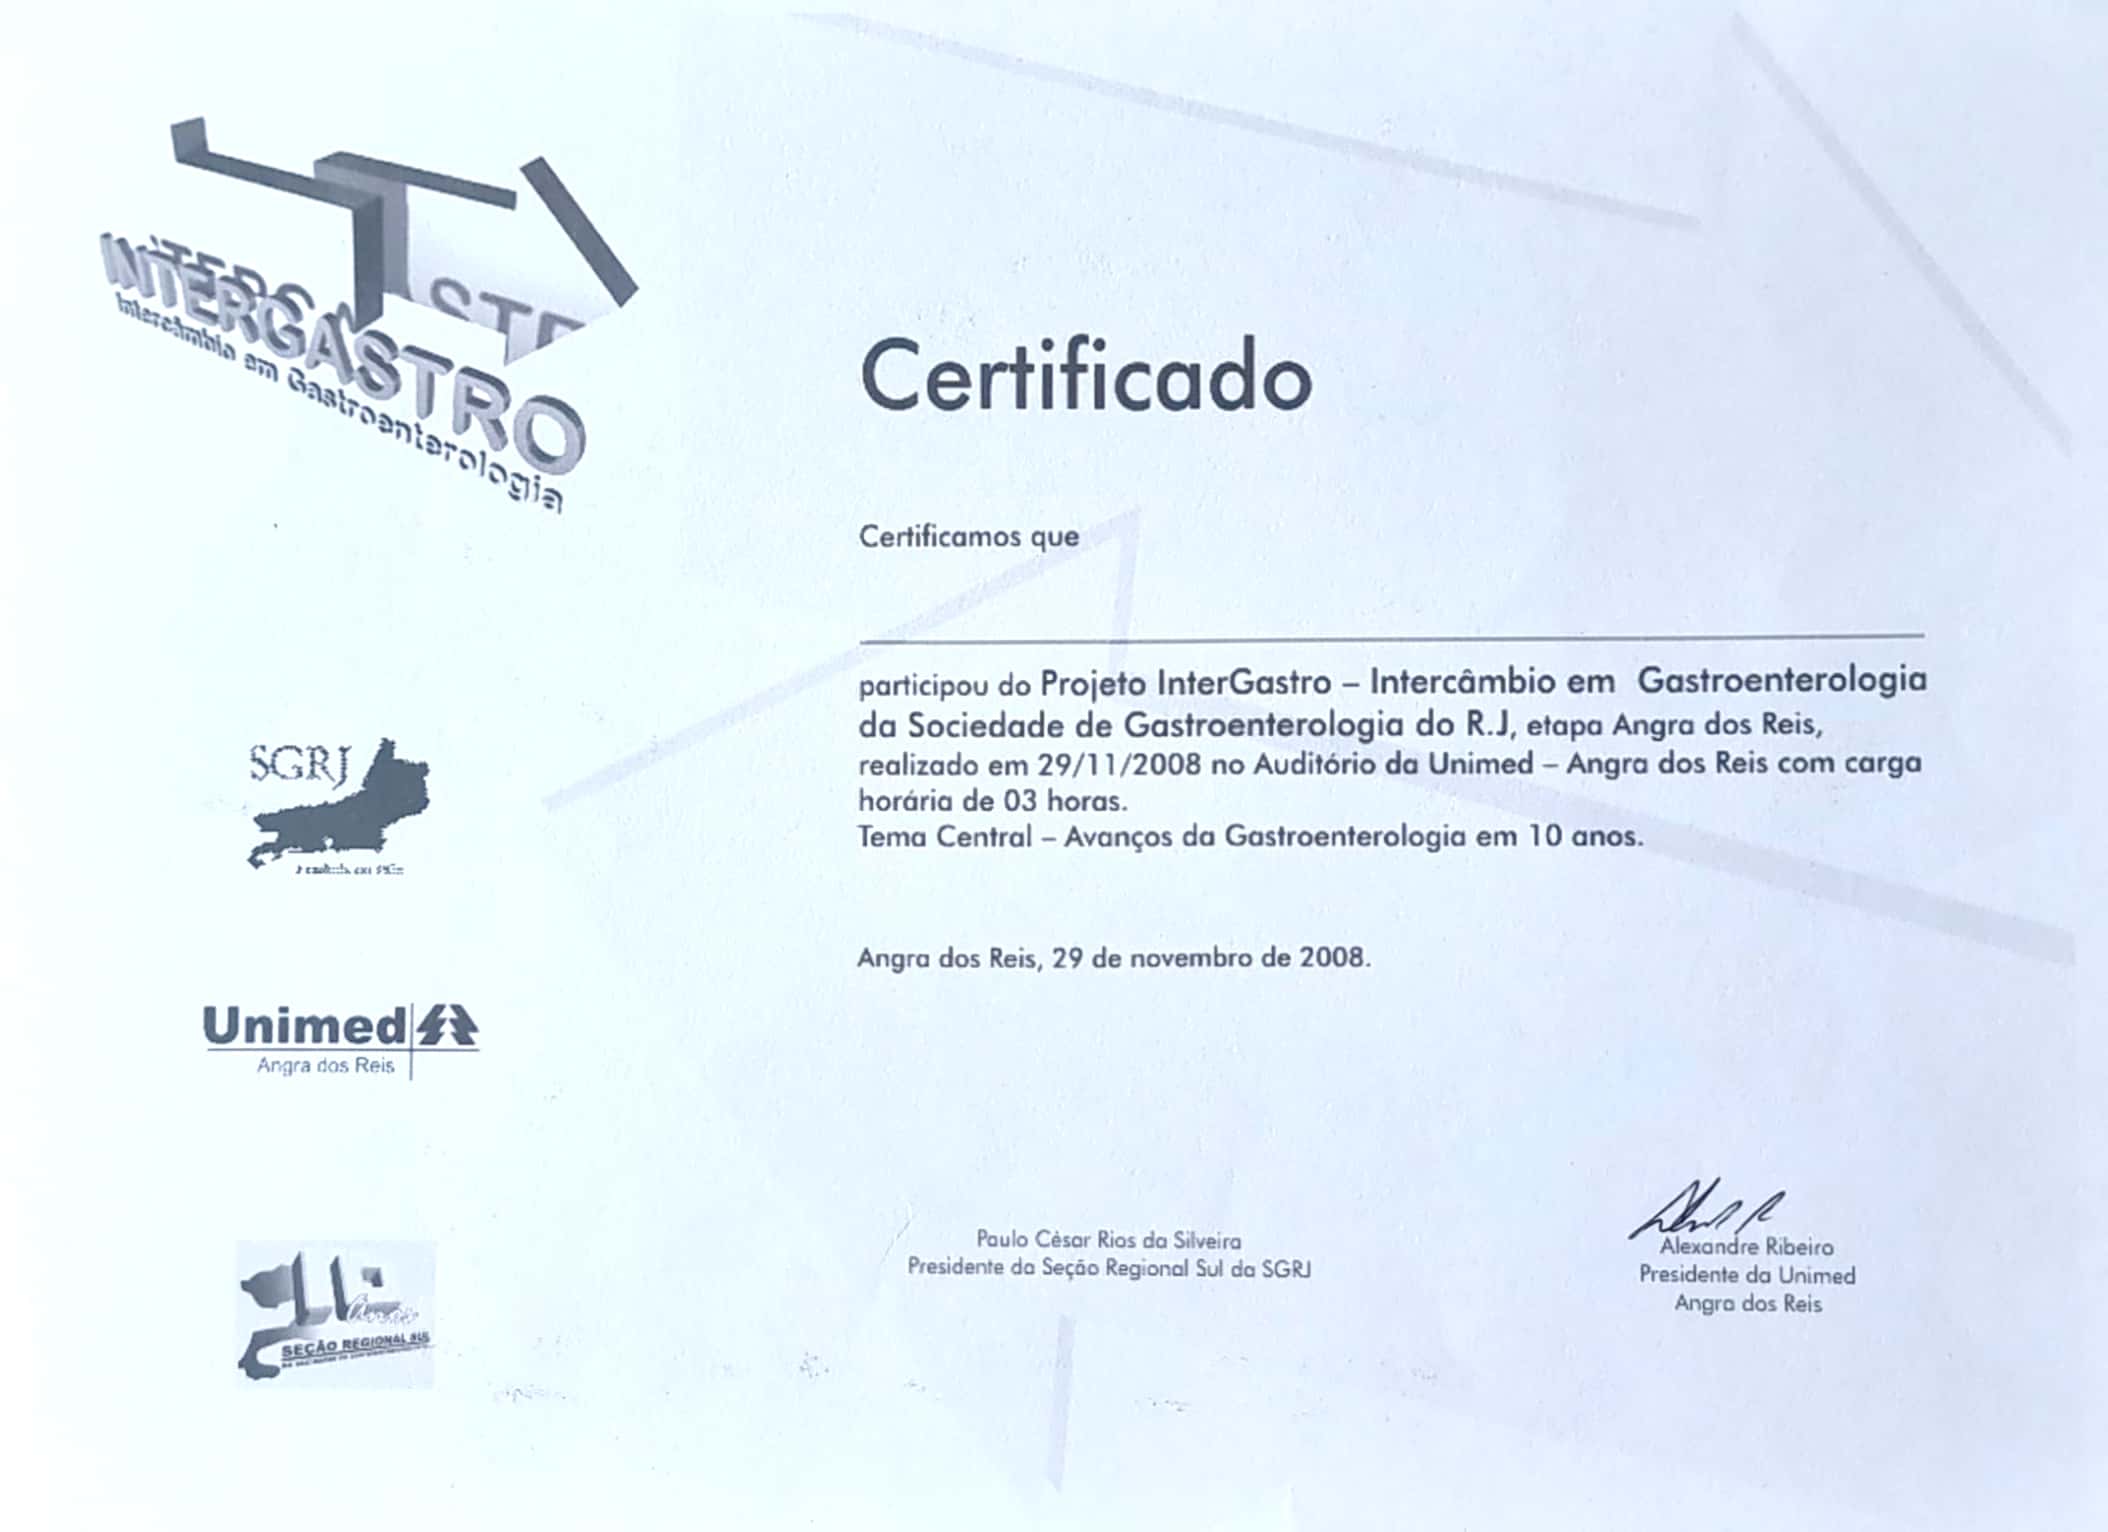 INTERGASTRO
Intercâmbio em Gastroenterologia
Certificado
Certificamos que
participou do Projeto InterGastro – Intercâmbio em Gastroenterologia
da Sociedade de Gastroenterologia do R.J, etapa Angra dos Reis,
realizado em 29/11/2008 no Auditório da Unimed – Angra dos Reis com carga
horária de 03 horas.
Tema Central – Avanços da Gastroenterologia em 10 anos.
Angra dos Reis, 29 de novembro de 2008.
SGRJ
Unimed
Angra dos Reis
10
Anos
SEÇÃO REGIONAL SUL
Paulo Cèsar Rios da Silveira
Presidente da Seção Regional Sul da SGRJ
Alexandre Ribeiro
Presidente da Unimed
Angra dos Reis